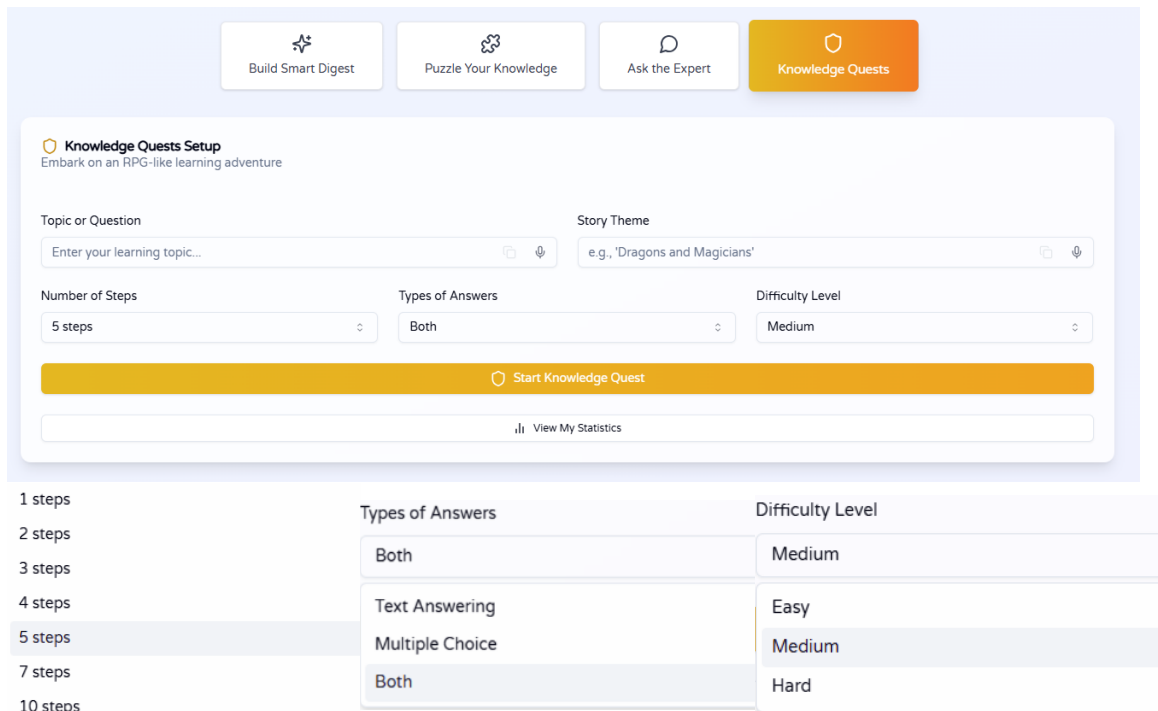 Build Smart Digest
Puzzle Your Knowledge
Ask the Expert
Knowledge Quests
Knowledge Quests Setup
Embark on an RPG-like learning adventure
Topic or Question
Story Theme
Enter your learning topic...
e.g., 'Dragons and Magicians'
Number of Steps
Types of Answers
Difficulty Level
5 steps
Both
Medium
Start Knowledge Quest
View My Statistics
1 steps
2 steps
3 steps
4 steps
5 steps
7 steps
10 steps
Types of Answers
Both
Text Answering
Multiple Choice
Both
Difficulty Level
Medium
Easy
Medium
Hard